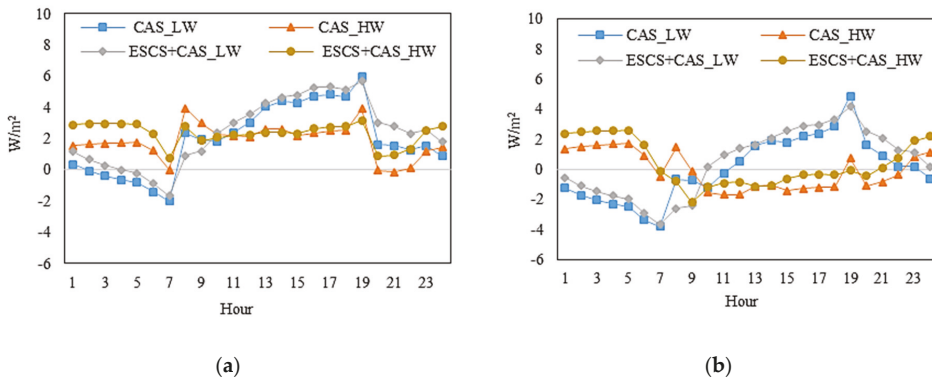 10
8
6
4
2
0
-2
-4
-6
W/m²
CAS_LW
CAS_HW
ESCS+CAS_LW
ESCS+CAS_HW
1 3 5 7 9 11 13 15 17 19 21 23
Hour
(a)
10
8
6
4
2
0
-2
-4
-6
W/m²
CAS_LW
CAS_HW
ESCS+CAS_LW
ESCS+CAS_HW
1 3 5 7 9 11 13 15 17 19 21 23
Hour
(b)